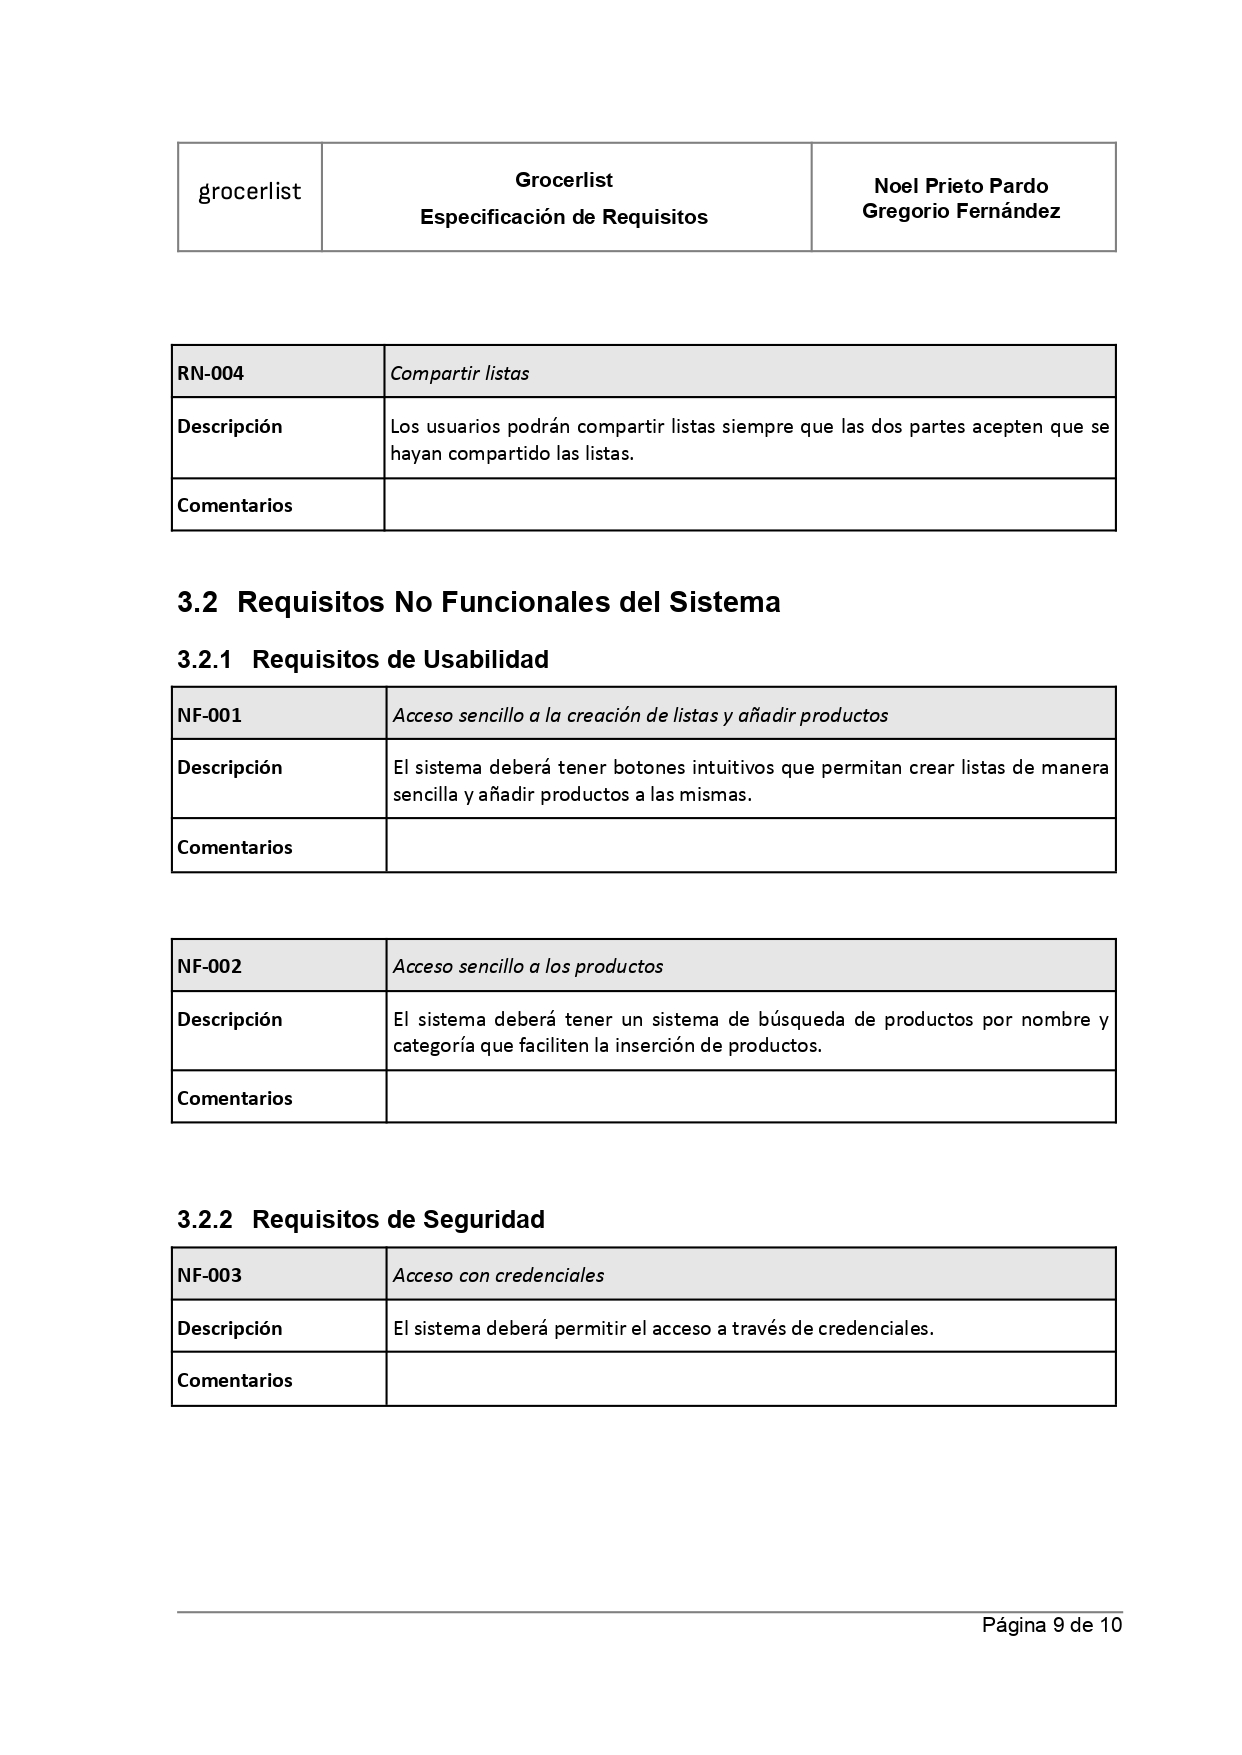 grocerlist
Grocerlist
Especificación de Requisitos
Noel Prieto Pardo
Gregorio Fernández
RN-004
Compartir listas
Descripción
Los usuarios podrán compartir listas siempre que las dos partes acepten que se
hayan compartido las listas.
Comentarios
3.2 Requisitos No Funcionales del Sistema
3.2.1 Requisitos de Usabilidad
NF-001
Acceso sencillo a la creación de listas y añadir productos
Descripción
El sistema deberá tener botones intuitivos que permitan crear listas de manera
sencilla y añadir productos a las mismas.
Comentarios
NF-002
Acceso sencillo a los productos
Descripción
El sistema deberá tener un sistema de búsqueda de productos por nombre y
categoría que faciliten la inserción de productos.
Comentarios
3.2.2 Requisitos de Seguridad
NF-003
Acceso con credenciales
Descripción
El sistema deberá permitir el acceso a través de credenciales.
Comentarios
Página 9 de 10